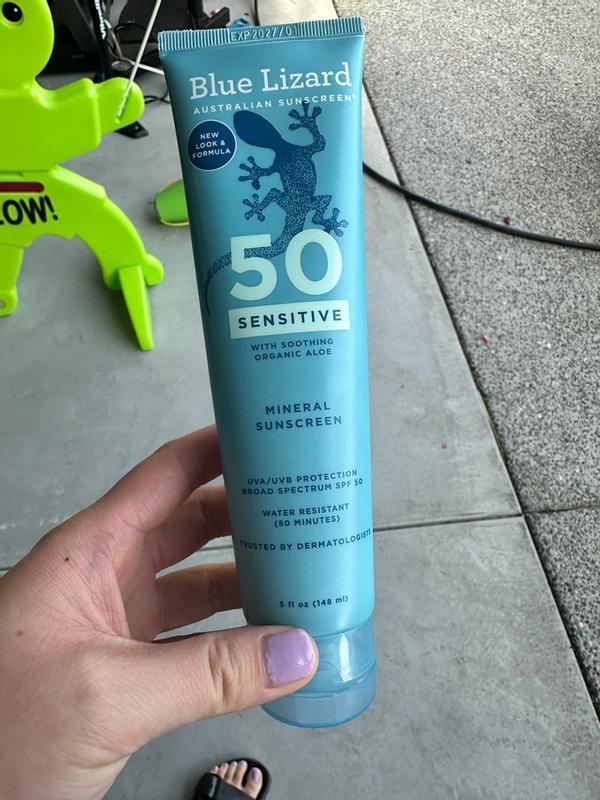 EXP2027/0
Blue Lizard
AUSTRALIAN SUNSCREEN®
NEW
LOOK &
FORMULA
50
SENSITIVE
WITH SOOTHING
ORGANIC ALOE
MINERAL
SUNSCREEN
UVA/UVB PROTECTION
BROAD SPECTRUM SPF 50
WATER RESISTANT
(80 MINUTES)
TRUSTED BY DERMATOLOGISTS
5 fl oz (148 ml)
LOW!